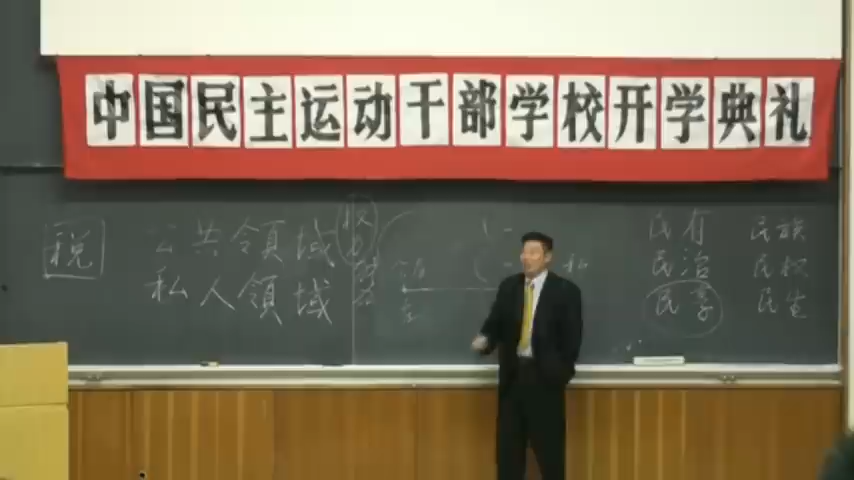 中国民主运动干部学校开学典礼
税
公共领域
私人领域
私
民有 民族
民治 民权
民享 民生